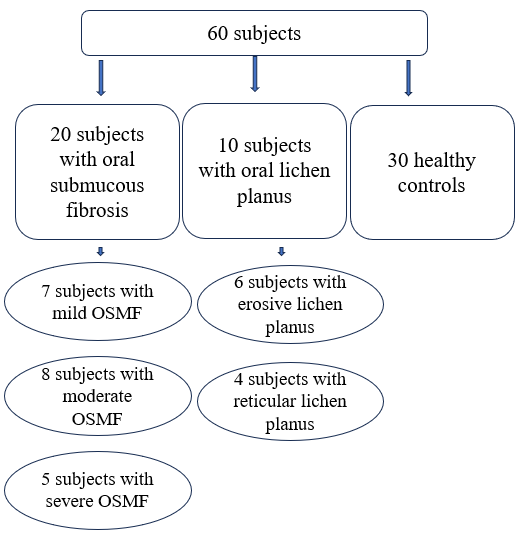 60 subjects
20 subjects
with oral
submucous
fibrosis
10 subjects
with oral lichen
planus
30 healthy
controls
7 subjects with
mild OSMF
8 subjects with
moderate
OSMF
5 subjects with
severe OSMF
6 subjects with
erosive lichen
planus
4 subjects with
reticular lichen
planus